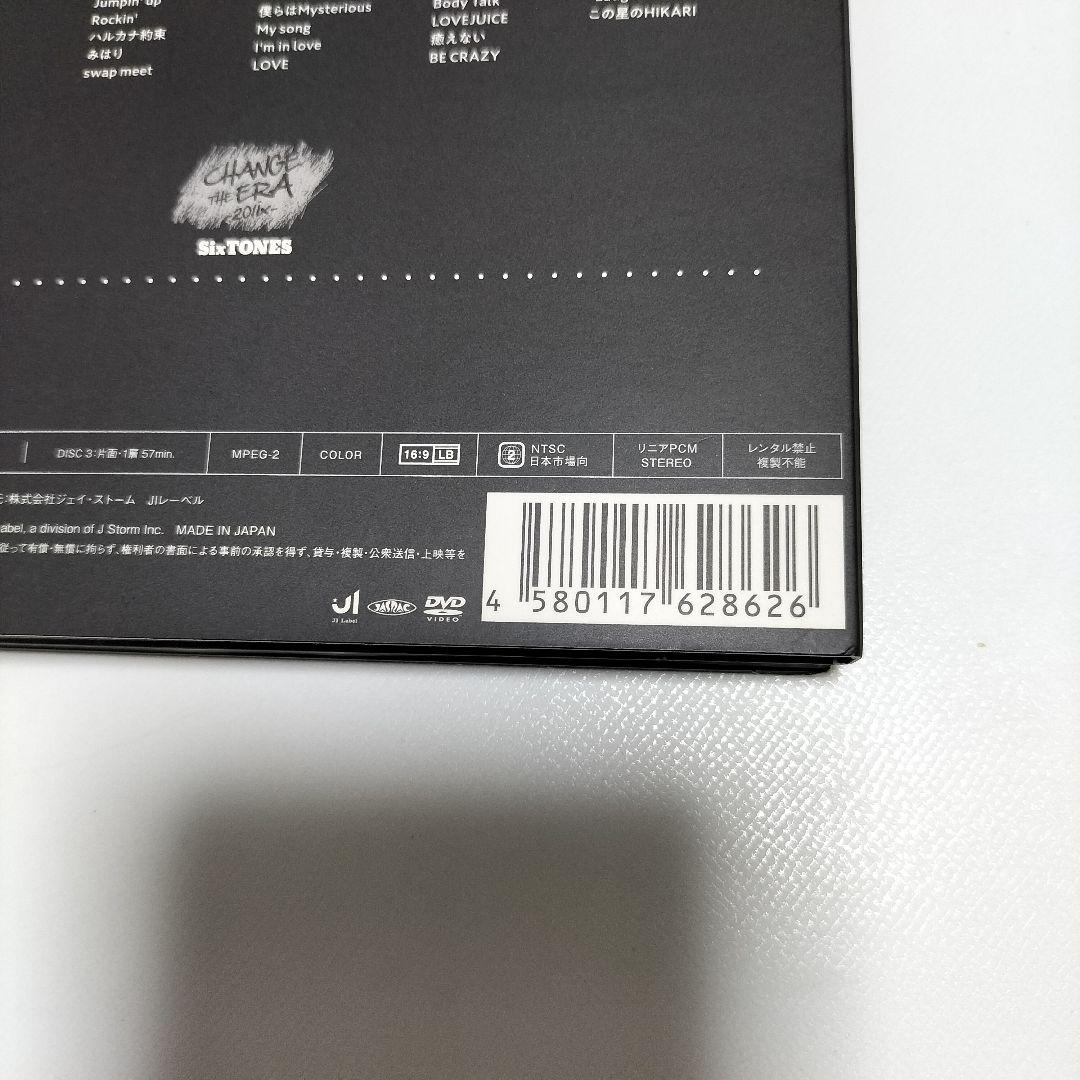 Jumpin' up
Rockin'
ハルカナ約束
みはり
swap meet
僕らはMysterious
My song
I'm in love
LOVE
Body Talk
LOVEJUICE
癒えない
BE CRAZY
この星のHIKARI
CHANGE
THE ERA
-201ix-
SixTONES
DISC 3:片面・1層 57min.
MPEG-2
COLOR
16:9 LB
2
NTSC
日本市場向
リニアPCM
STEREO
レンタル禁止
複製不能
:株式会社ジェイ・ストーム JIレーベル
abel, a division of J Storm Inc. MADE IN JAPAN
従って有償・無償に拘らず、権利者の書面による事前の承認を得ず、貸与・複製・公衆送信・上映等を
J1 Label
JASRAC
DVD
VIDEO
4 580117 628626